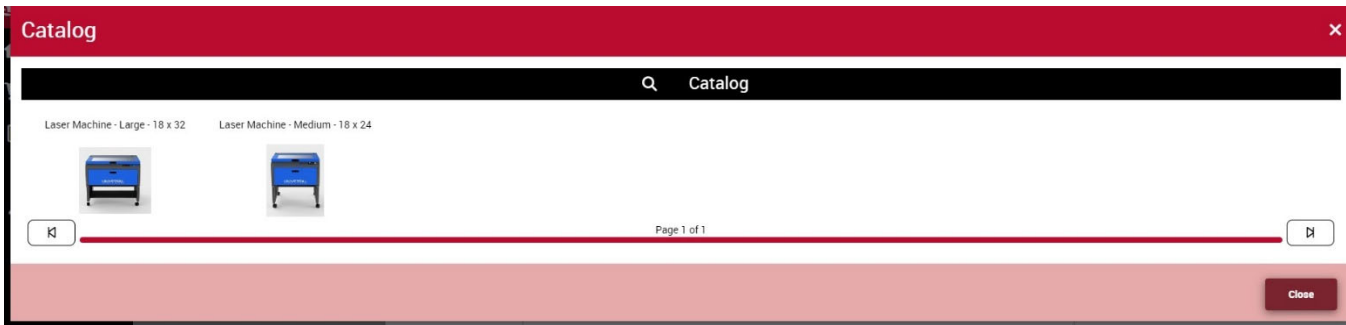 Catalog
Catalog
Laser Machine - Large - 18 x 32
Laser Machine - Medium - 18 x 24
Page 1 of 1
Close